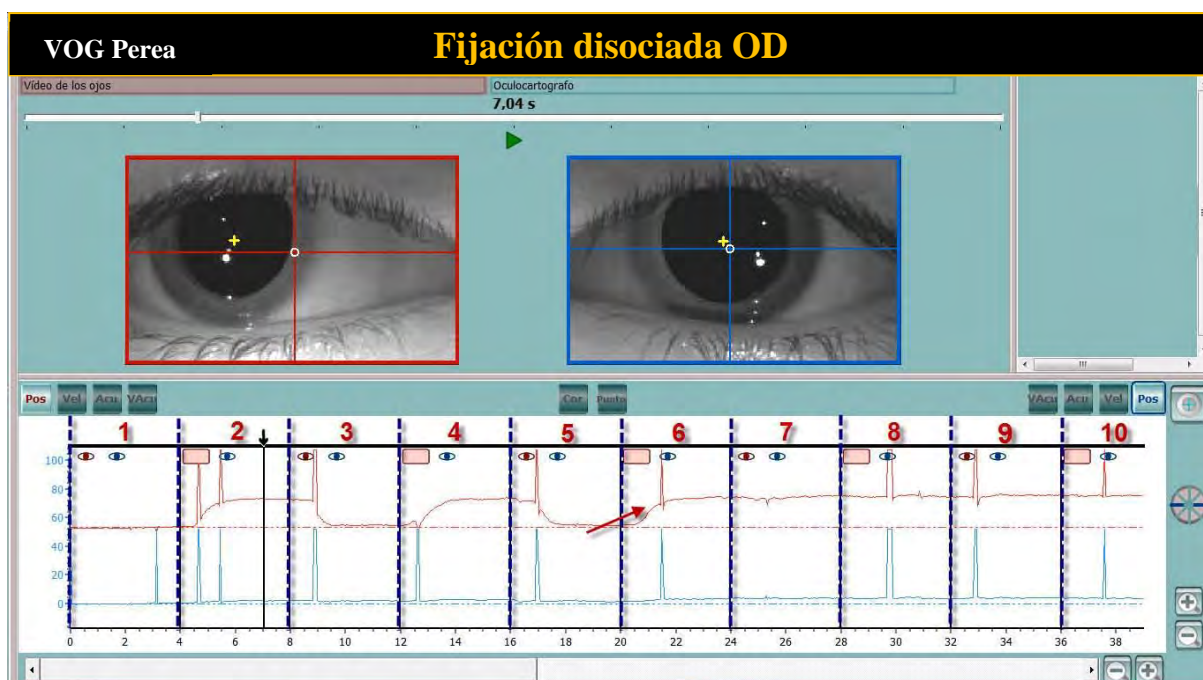 VOG Perea
Fijación disociada OD
Vídeo de los ojos
Oculocartografo
7,04 s
Pos Vel Acu VAcu
Cor Punto
VAcu Acu Vel Pos
1 2 3 4 5 6 7 8 9 10
100
80
60
40
20
0
0 2 4 6 8 10 12 14 16 18 20 22 24 26 28 30 32 34 36 38